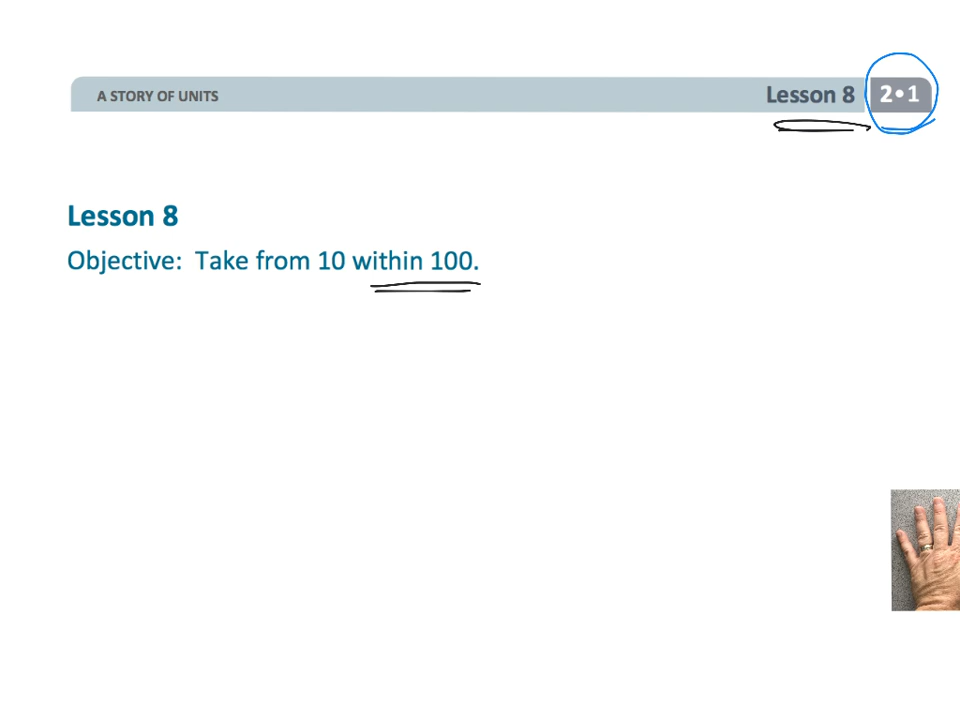 A STORY OF UNITS
Lesson 8 2•1
Lesson 8
Objective: Take from 10 within 100.